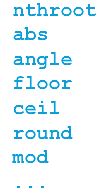 nthroot
abs
angle
floor
ceil
round
mod
...